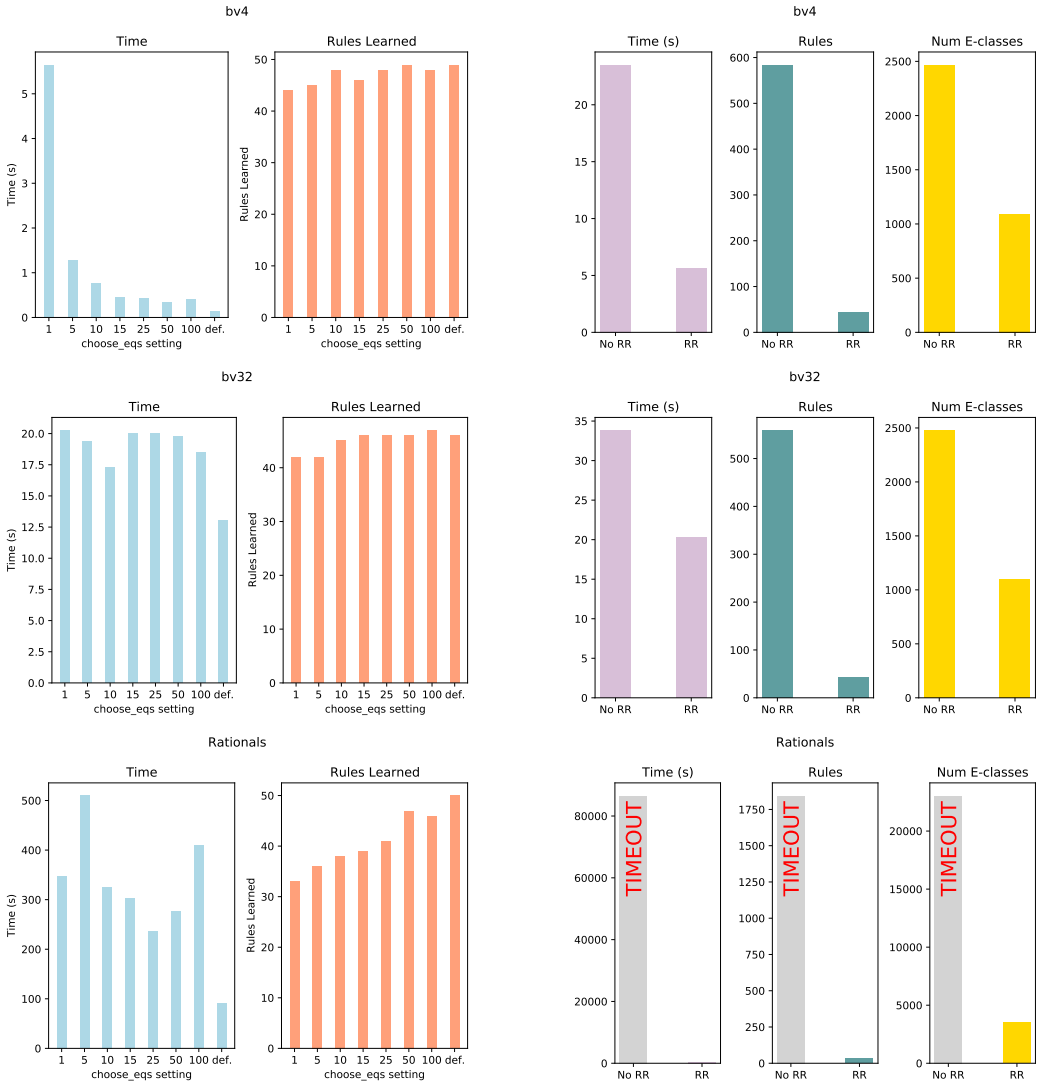 bv4
Time
Time (s)
5
4
3
2
1
0
1 5 10 15 25 50 100 def.
choose_eqs setting
Rules Learned
Rules Learned
50
40
30
20
10
0
1 5 10 15 25 50 100 def.
choose_eqs setting
bv4
Time (s)
20
15
10
5
0
No RR RR
Rules
600
500
400
300
200
100
0
No RR RR
Num E-classes
2500
2000
1500
1000
500
0
No RR RR
bv32
Time
Time (s)
20.0
17.5
15.0
12.5
10.0
7.5
5.0
2.5
0.0
1 5 10 15 25 50 100 def.
choose_eqs setting
Rules Learned
Rules Learned
40
30
20
10
0
1 5 10 15 25 50 100 def.
choose_eqs setting
bv32
Time (s)
35
30
25
20
15
10
5
0
No RR RR
Rules
500
400
300
200
100
0
No RR RR
Num E-classes
2500
2000
1500
1000
500
0
No RR RR
Rationals
Time
Time (s)
500
400
300
200
100
0
1 5 10 15 25 50 100 def.
choose_eqs setting
Rules Learned
Rules Learned
50
40
30
20
10
0
1 5 10 15 25 50 100 def.
choose_eqs setting
Rationals
Time (s)
80000
60000
40000
20000
0
TIMEOUT
No RR RR
Rules
1750
1500
1250
1000
750
500
250
0
TIMEOUT
No RR RR
Num E-classes
20000
15000
10000
5000
0
TIMEOUT
No RR RR